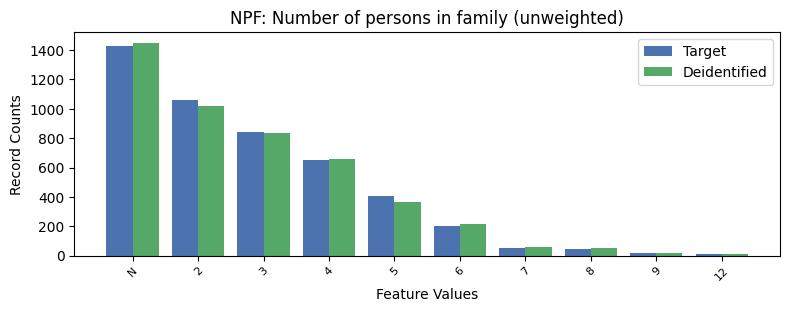 NPF: Number of persons in family (unweighted)
Target
Deidentified
Record Counts
1400
1200
1000
800
600
400
200
0
N
2
3
4
5
6
7
8
9
12
Feature Values